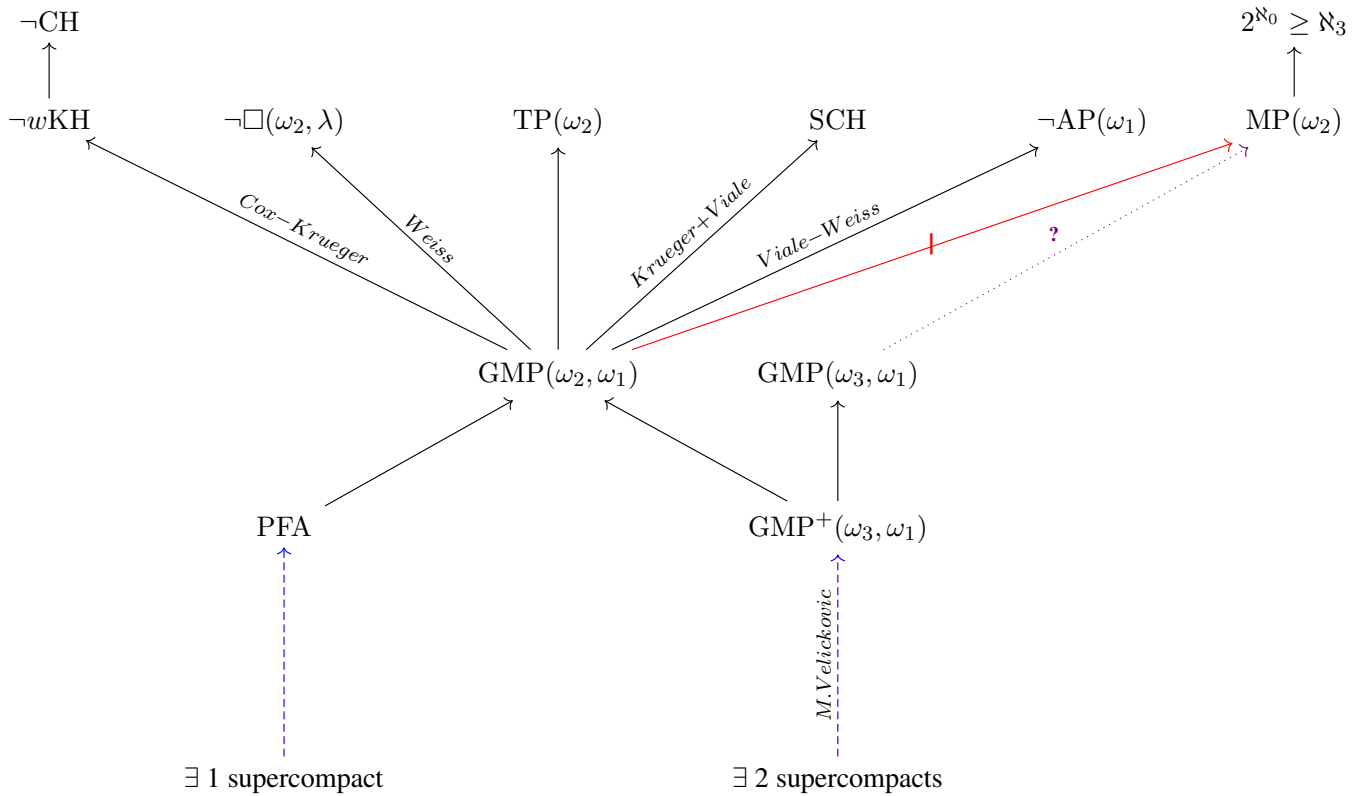 ¬CH
2^{ℵ₀} ≥ ℵ₃
¬wKH
¬□(ω₂, λ)
TP(ω₂)
SCH
¬AP(ω₁)
MP(ω₂)
Cox−Krueger
Weiss
Krueger+Viale
Viale−Weiss
?
GMP(ω₂, ω₁)
GMP(ω₃, ω₁)
PFA
GMP⁺(ω₃, ω₁)
M.Velickovic
∃ 1 supercompact
∃ 2 supercompacts